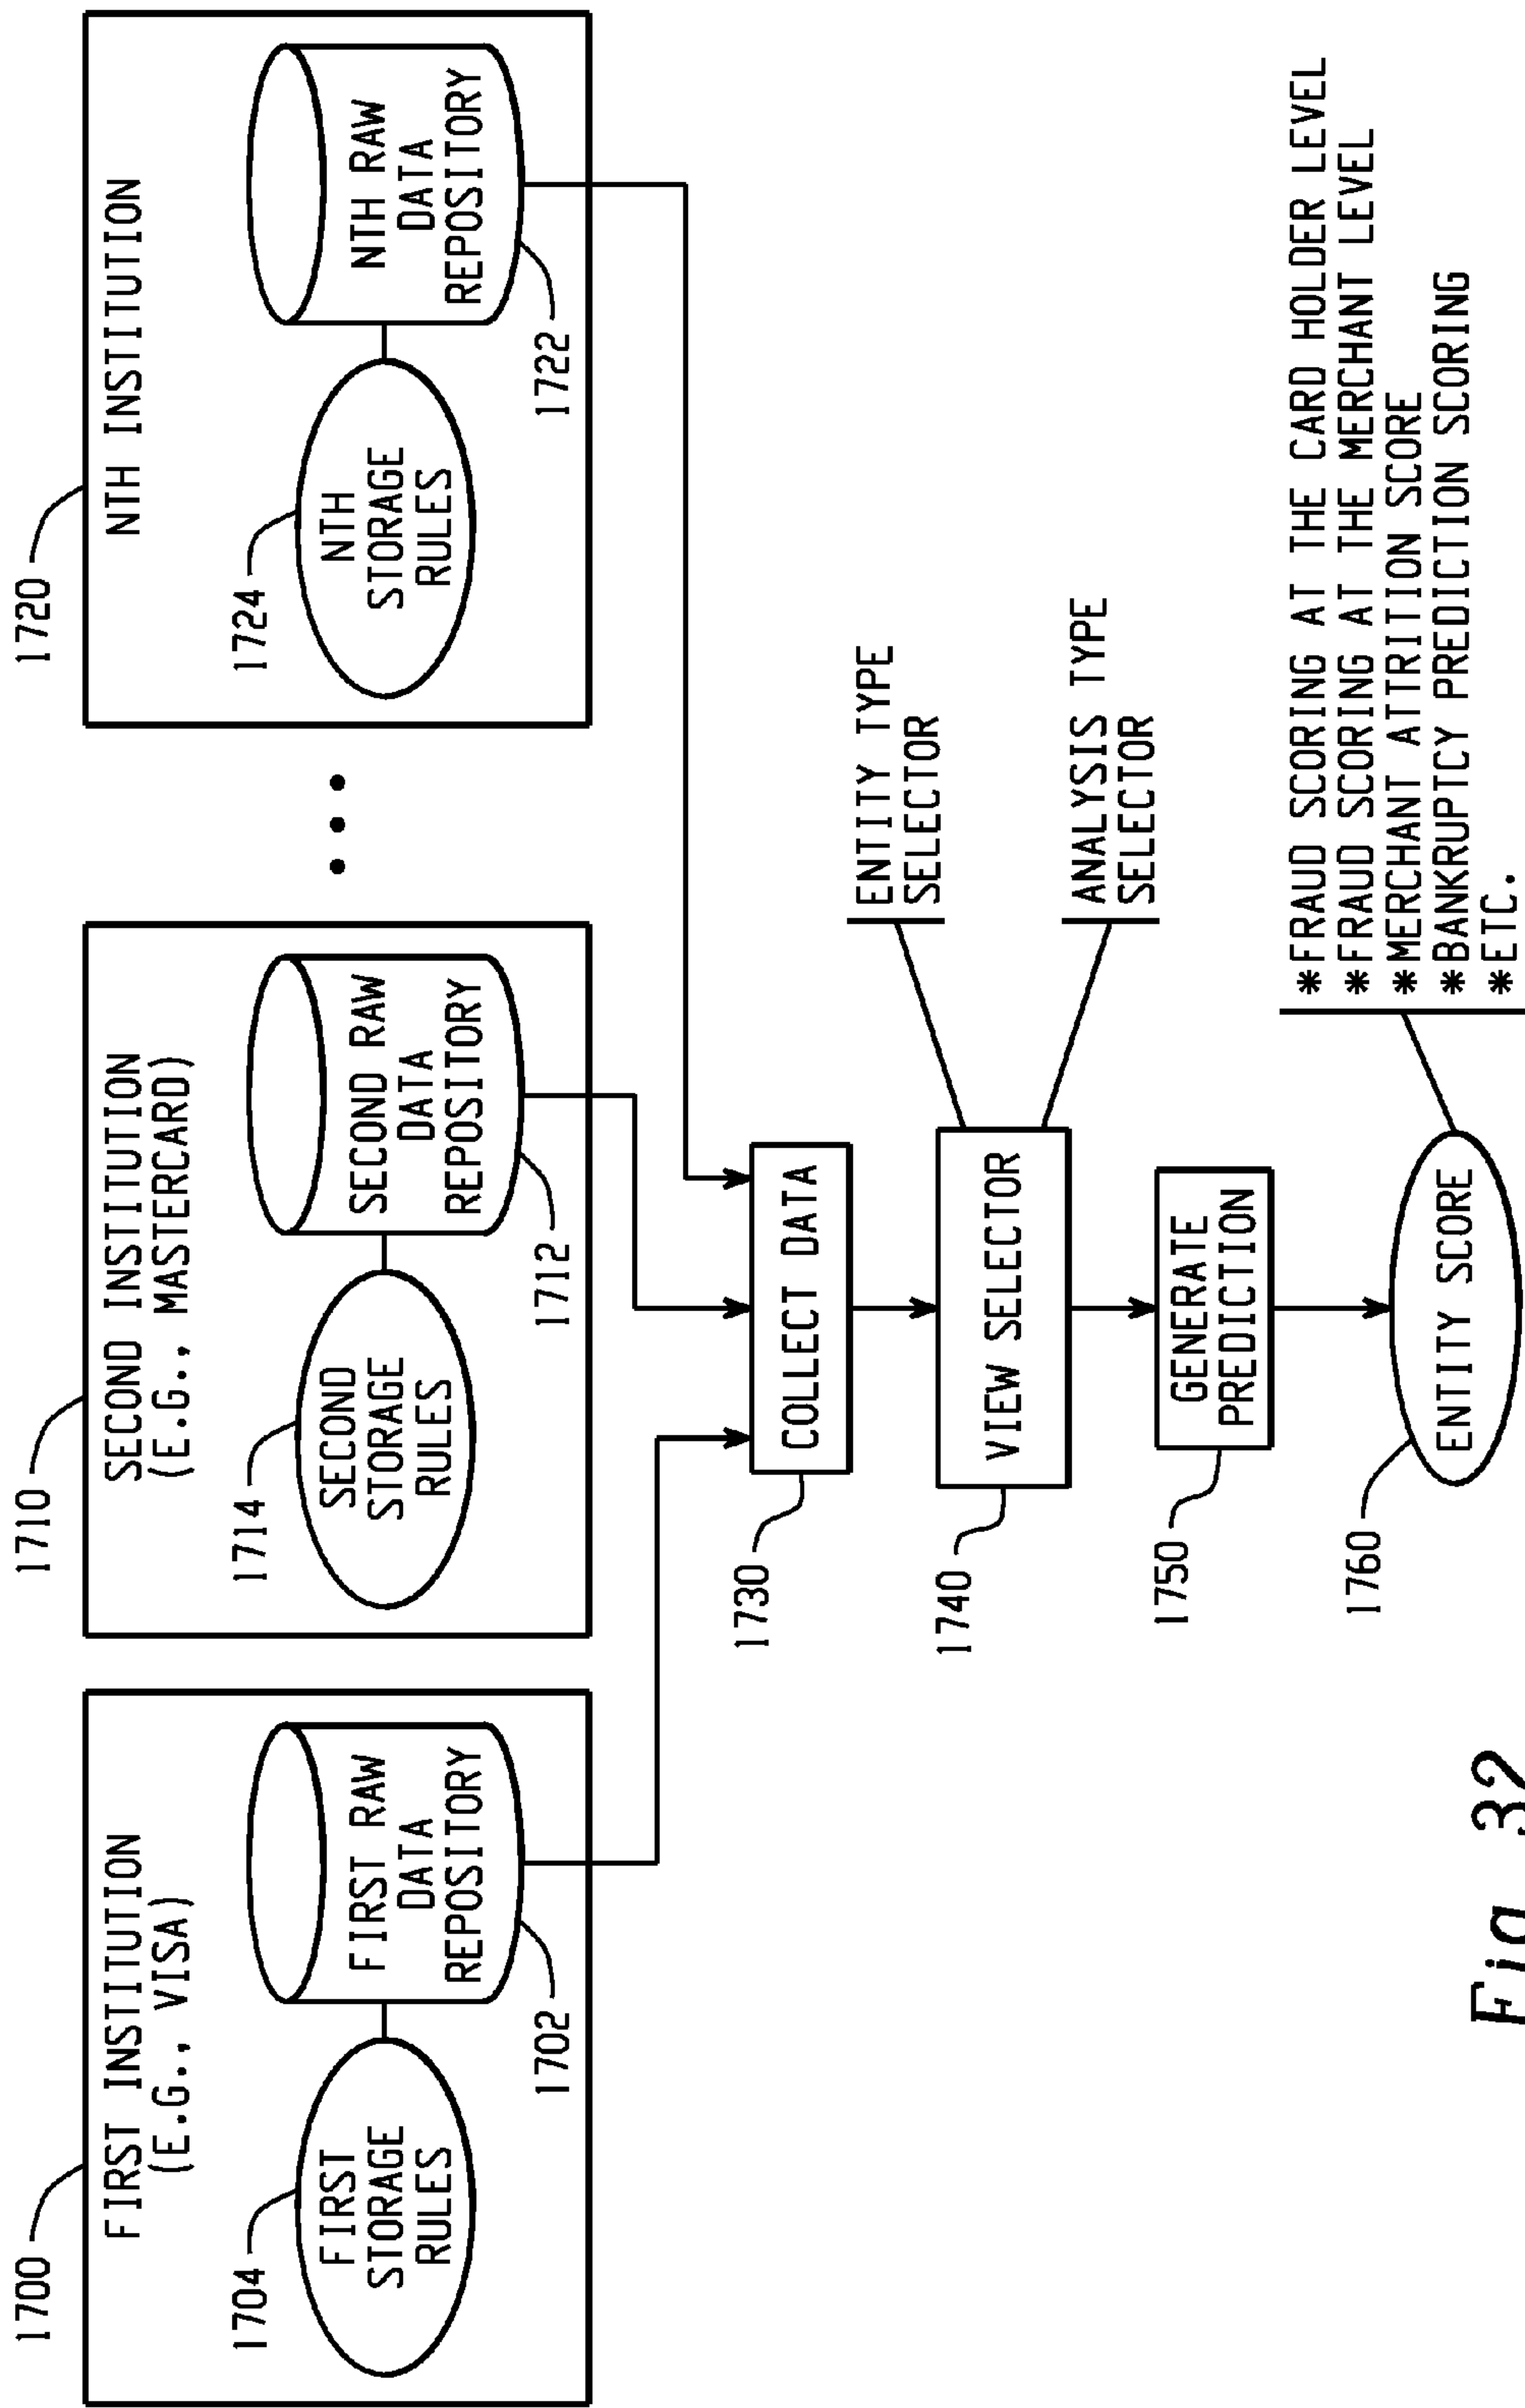 1700
FIRST INSTITUTION
(E.G., VISA)
1704
FIRST
STORAGE
RULES
FIRST RAW
DATA
REPOSITORY
1702
1710
SECOND INSTITUTION
(E.G., MASTERCARD)
1714
SECOND
STORAGE
RULES
SECOND RAW
DATA
REPOSITORY
1712
1720
NTH INSTITUTION
1724
NTH
STORAGE
RULES
NTH RAW
DATA
REPOSITORY
1722
1730
COLLECT DATA
1740
VIEW SELECTOR
ENTITY TYPE
SELECTOR
ANALYSIS TYPE
SELECTOR
1750
GENERATE
PREDICTION
1760
ENTITY SCORE
*FRAUD SCORING AT THE CARD HOLDER LEVEL
*FRAUD SCORING AT THE MERCHANT LEVEL
*MERCHANT ATTRITION SCORE
*BANKRUPTCY PREDICTION SCORING
*ETC.
Fig. 32